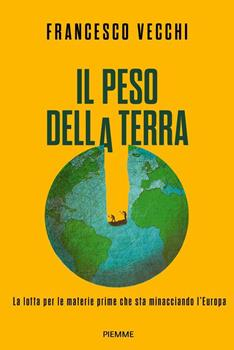 FRANCESCO VECCHI
IL PESO
DELLA TERRA
La lotta per le materie prime che sta minacciando l'Europa
PIEMME